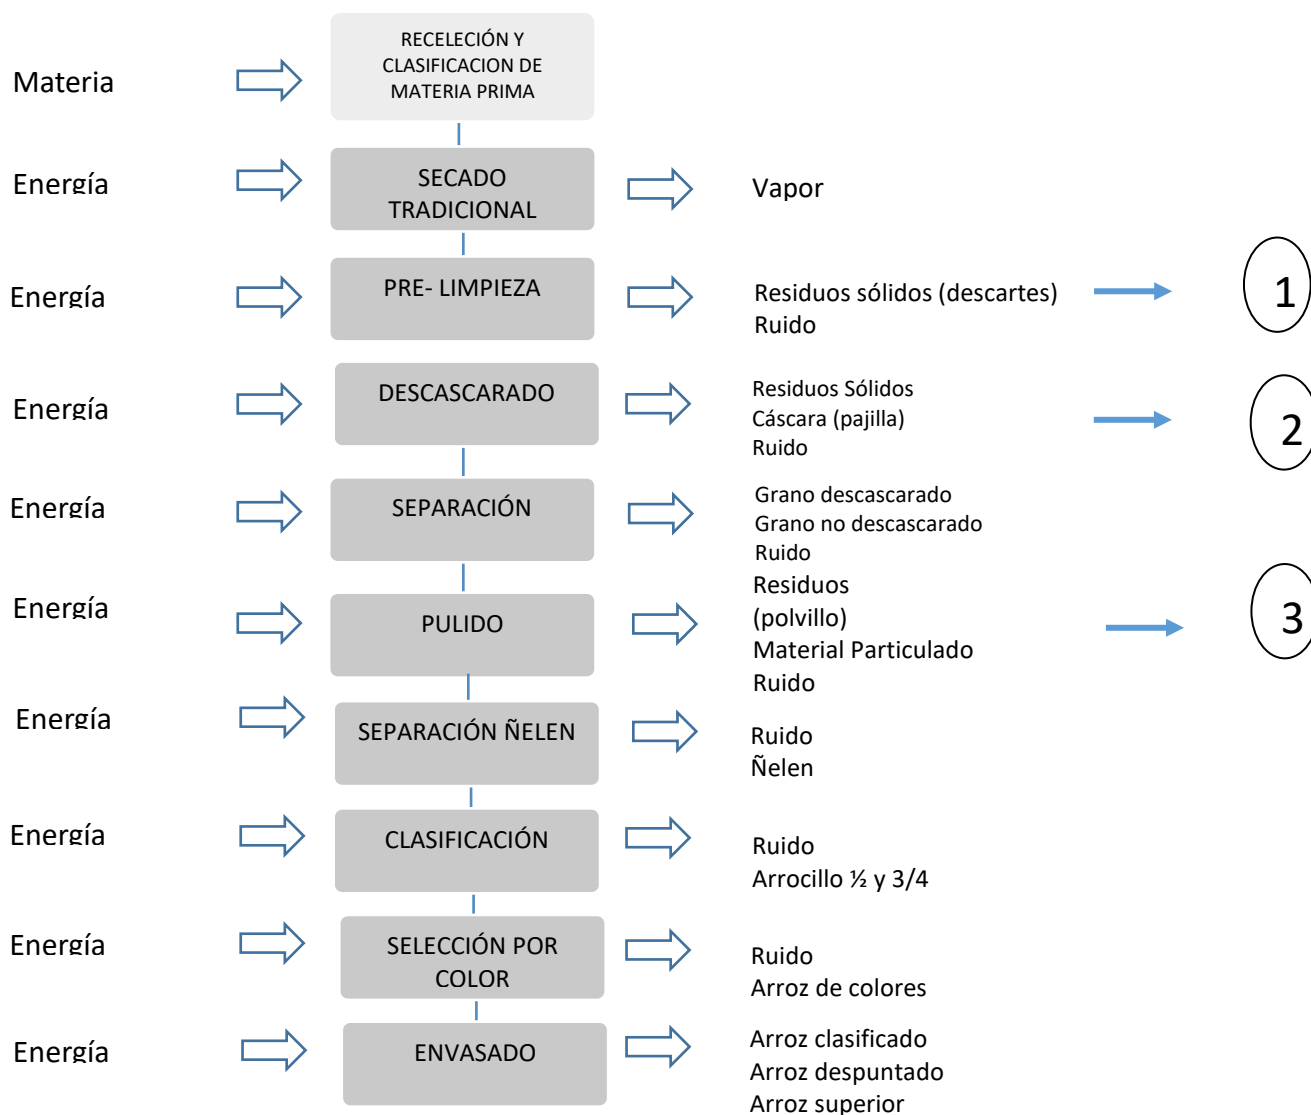 Materia
RECELECIÓN Y
CLASIFICACION DE
MATERIA PRIMA
Energía
SECADO
TRADICIONAL
Vapor
Energía
PRE- LIMPIEZA
Residuos sólidos (descartes)
Ruido
1
Energía
DESCASCARADO
Residuos Sólidos
Cáscara (pajilla)
Ruido
2
Energía
SEPARACIÓN
Grano descascarado
Grano no descascarado
Ruido
Energía
PULIDO
Residuos
(polvillo)
Material Particulado
Ruido
3
Energía
SEPARACIÓN ÑELEN
Ruido
Ñelen
Energía
CLASIFICACIÓN
Ruido
Arrocillo ½ y 3/4
Energía
SELECCIÓN POR
COLOR
Ruido
Arroz de colores
Energía
ENVASADO
Arroz clasificado
Arroz despuntado
Arroz superior